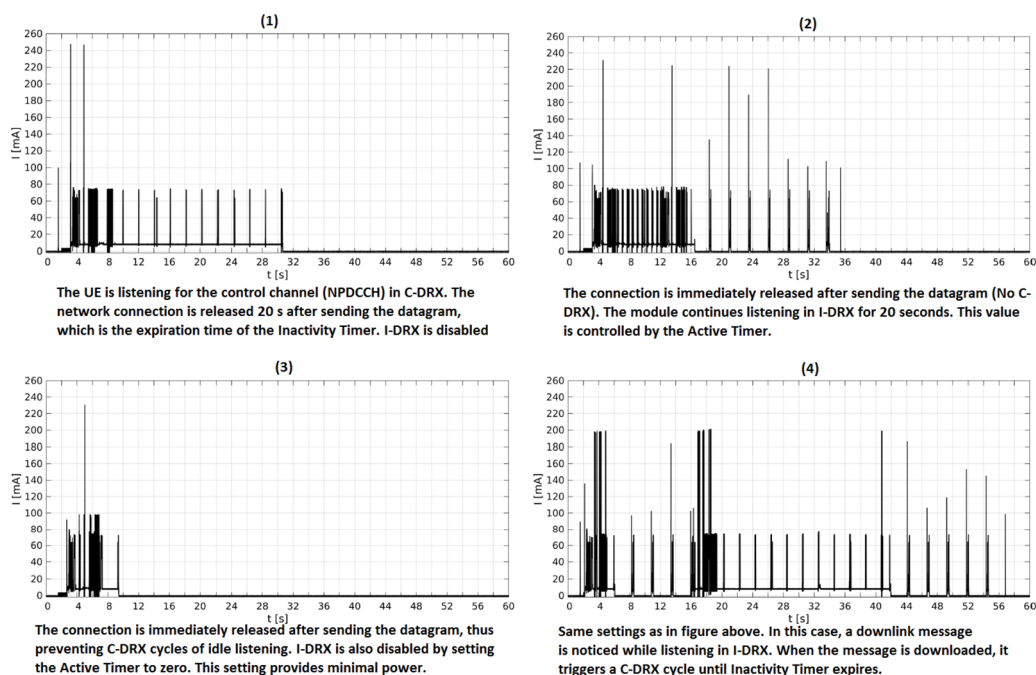 (1)
260
240
220
200
180
160
140
120
100
80
60
40
20
0
I [mA]
0 4 8 12 16 20 24 28 32 36 40 44 48 52 56 60
t [s]
The UE is listening for the control channel (NPDCCH) in C-DRX. The
network connection is released 20 s after sending the datagram,
which is the expiration time of the Inactivity Timer. I-DRX is disabled
(2)
260
240
220
200
180
160
140
120
100
80
60
40
20
0
I [mA]
0 4 8 12 16 20 24 28 32 36 40 44 48 52 56 60
t [s]
The connection is immediately released after sending the datagram (No C-
DRX). The module continues listening in I-DRX for 20 seconds. This value
is controlled by the Active Timer.
(3)
260
240
220
200
180
160
140
120
100
80
60
40
20
0
I [mA]
0 4 8 12 16 20 24 28 32 36 40 44 48 52 56 60
t [s]
The connection is immediately released after sending the datagram, thus
preventing C-DRX cycles of idle listening. I-DRX is also disabled by setting
the Active Timer to zero. This setting provides minimal power.
(4)
260
240
220
200
180
160
140
120
100
80
60
40
20
0
I [mA]
0 4 8 12 16 20 24 28 32 36 40 44 48 52 56 60
t [s]
Same settings as in figure above. In this case, a downlink message
is noticed while listening in I-DRX. When the message is downloaded, it
triggers a C-DRX cycle until Inactivity Timer expires.